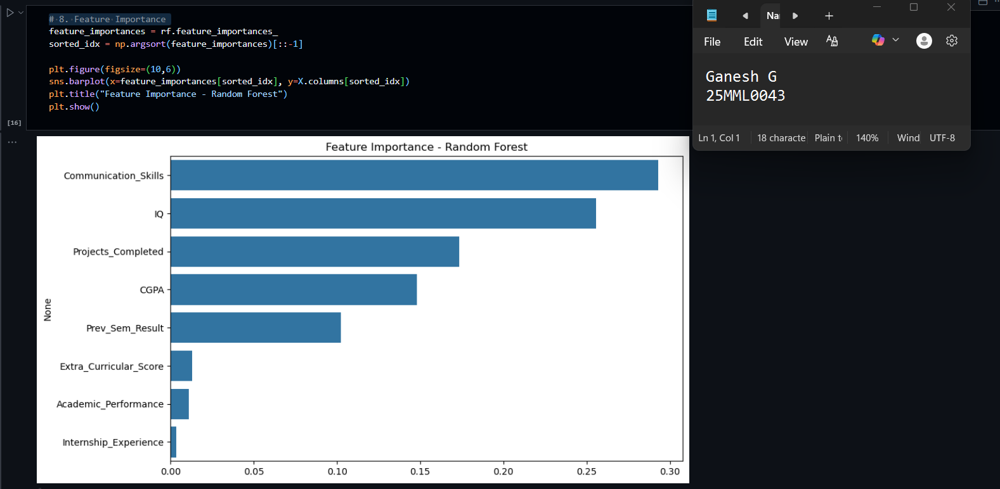 # 8. Feature Importance
feature_importances = rf.feature_importances_
sorted_idx = np.argsort(feature_importances)[::-1]
plt.figure(figsize=(10,6))
sns.barplot(x=feature_importances[sorted_idx], y=X.columns[sorted_idx])
plt.title("Feature Importance - Random Forest")
plt.show()
[16]
...
Feature Importance - Random Forest
Communication_Skills
IQ
Projects_Completed
CGPA
Prev_Sem_Result
Extra_Curricular_Score
Academic_Performance
Internship_Experience
None
0.00 0.05 0.10 0.15 0.20 0.25 0.30
File Edit View
Ganesh G
25MML0043
Ln 1, Col 1 18 characte Plain t 140% Wind UTF-8